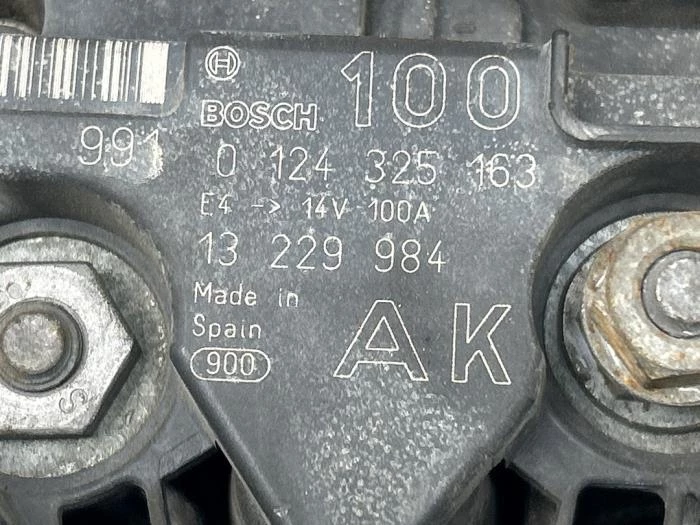 BOSCH 100
991
0 124 325 163
E4 -> 14V 100A
13 229 984
Made in
Spain
AK
900